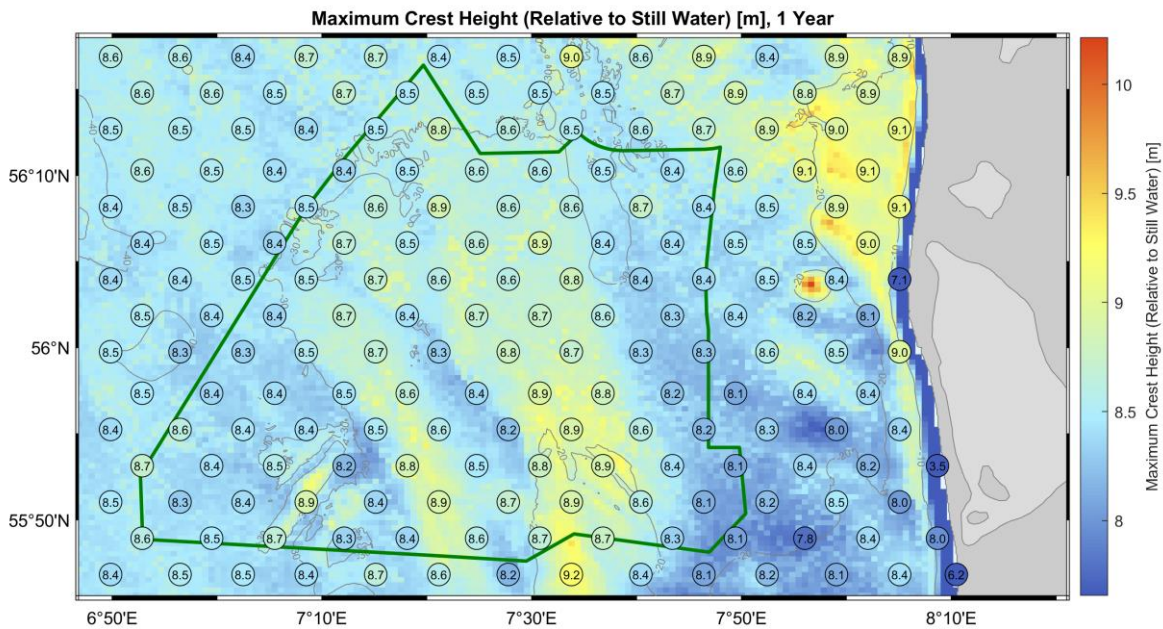 Maximum Crest Height (Relative to Still Water) [m], 1 Year
8.6 8.6 8.4 8.7 8.7 8.4 8.5 9.0 8.6 8.9 8.4 8.9 8.9
8.6 8.6 8.5 8.7 8.5 8.5 8.5 8.5 8.7 8.9 8.8 8.9
8.5 8.5 8.5 8.4 8.5 8.8 8.6 8.5 8.6 8.7 8.9 9.0 9.1
56°10'N
8.6 8.5 8.4 8.4 8.5 8.6 8.6 8.5 8.4 8.6 9.1 9.1
8.4 8.5 8.3 8.5 8.6 8.9 8.6 8.6 8.7 8.4 8.5 8.9 9.1
8.4 8.5 8.4 8.7 8.5 8.6 8.9 8.4 8.4 8.5 8.5 9.0
8.4 8.5 8.4 8.5 8.7 8.6 8.6 8.8 8.4 8.4 8.5 8.4 7.1
8.5 8.4 8.4 8.7 8.4 8.7 8.7 8.6 8.2 8.4 8.2 8.1
56°N
8.5 8.3 8.3 8.5 8.7 8.3 8.8 8.7 8.3 8.3 8.6 8.5 9.0
8.5 8.4 8.4 8.5 8.6 8.4 8.9 8.8 8.2 8.1 8.4 8.2
8.4 8.6 8.4 8.4 8.5 8.6 8.2 8.9 8.6 8.2 8.3 8.0 8.4
8.7 8.4 8.5 8.2 8.8 8.5 8.8 8.9 8.4 8.1 8.4 8.2 3.5
8.5 8.3 8.4 8.9 8.4 8.9 8.7 8.9 8.6 8.1 8.2 8.5 8.0
55°50'N
8.6 8.5 8.7 8.3 8.4 8.6 8.7 8.7 8.3 8.1 7.8 8.4 8.0
8.4 8.5 8.5 8.4 8.7 8.6 8.2 9.2 8.4 8.1 8.2 8.1 8.4 6.2
6°50'E 7°10'E 7°30'E 7°50'E 8°10'E
10
9.5
9
8.5
8
Maximum Crest Height (Relative to Still Water) [m]